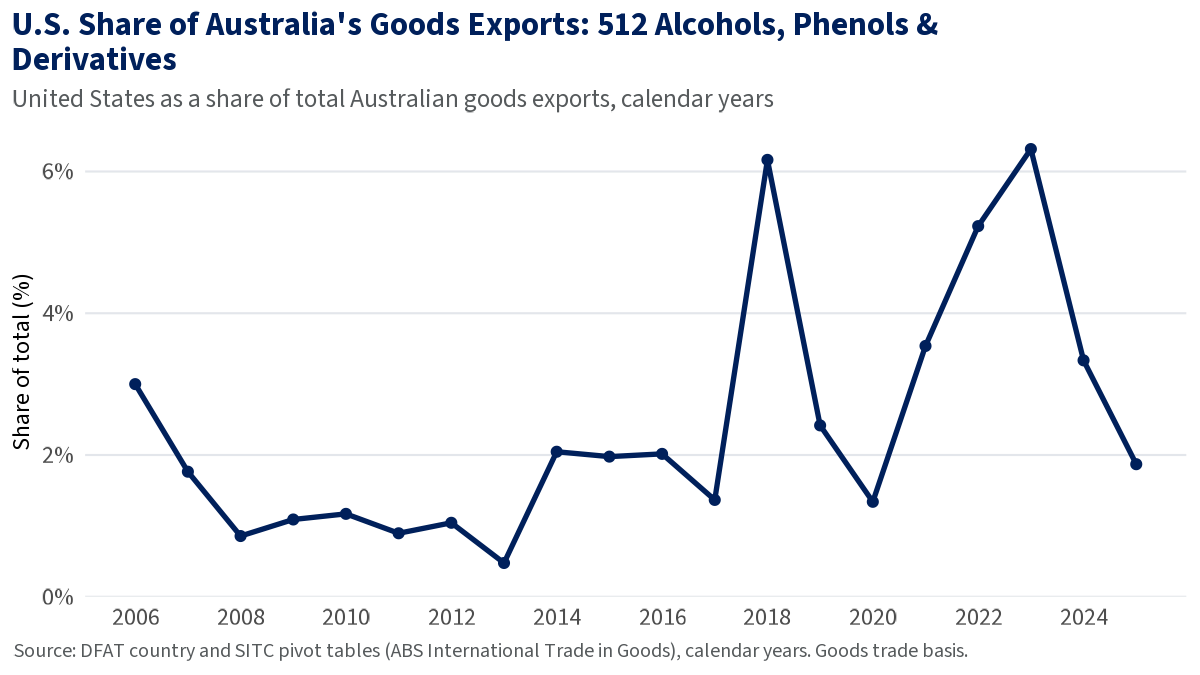 U.S. Share of Australia's Goods Exports: 512 Alcohols, Phenols &
Derivatives
United States as a share of total Australian goods exports, calendar years
Share of total (%)
6%
4%
2%
0%
2006 2008 2010 2012 2014 2016 2018 2020 2022 2024
Source: DFAT country and SITC pivot tables (ABS International Trade in Goods), calendar years. Goods trade basis.